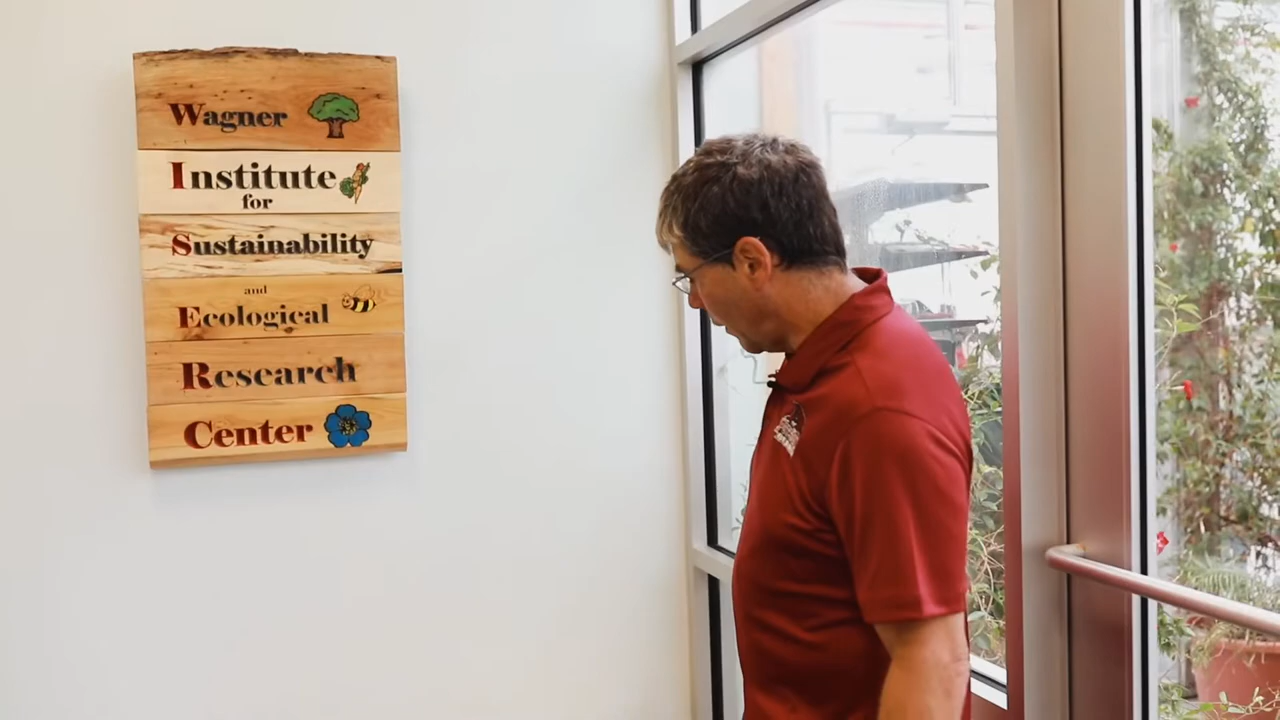 Wagner
Institute
for
Sustainability
and
Ecological
Research
Center